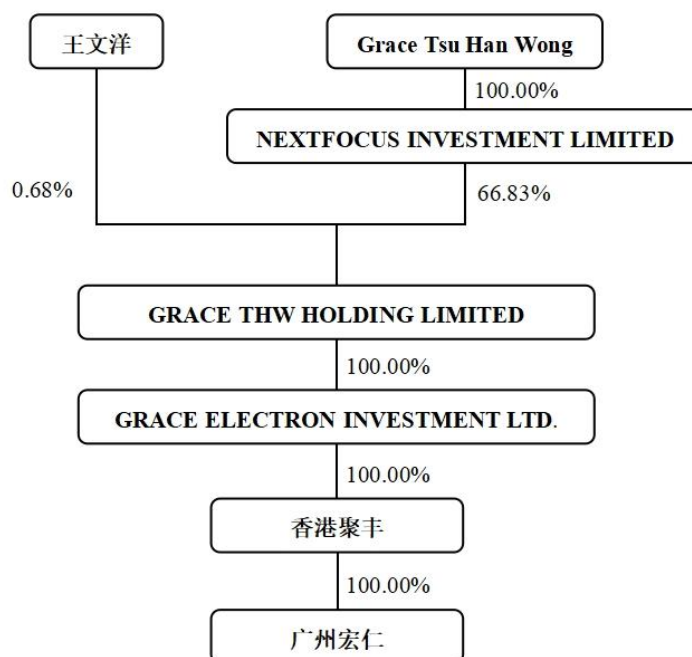 王文洋
Grace Tsu Han Wong
100.00%
NEXTFOCUS INVESTMENT LIMITED
0.68%
66.83%
GRACE THW HOLDING LIMITED
100.00%
GRACE ELECTRON INVESTMENT LTD.
100.00%
香港聚丰
100.00%
广州宏仁